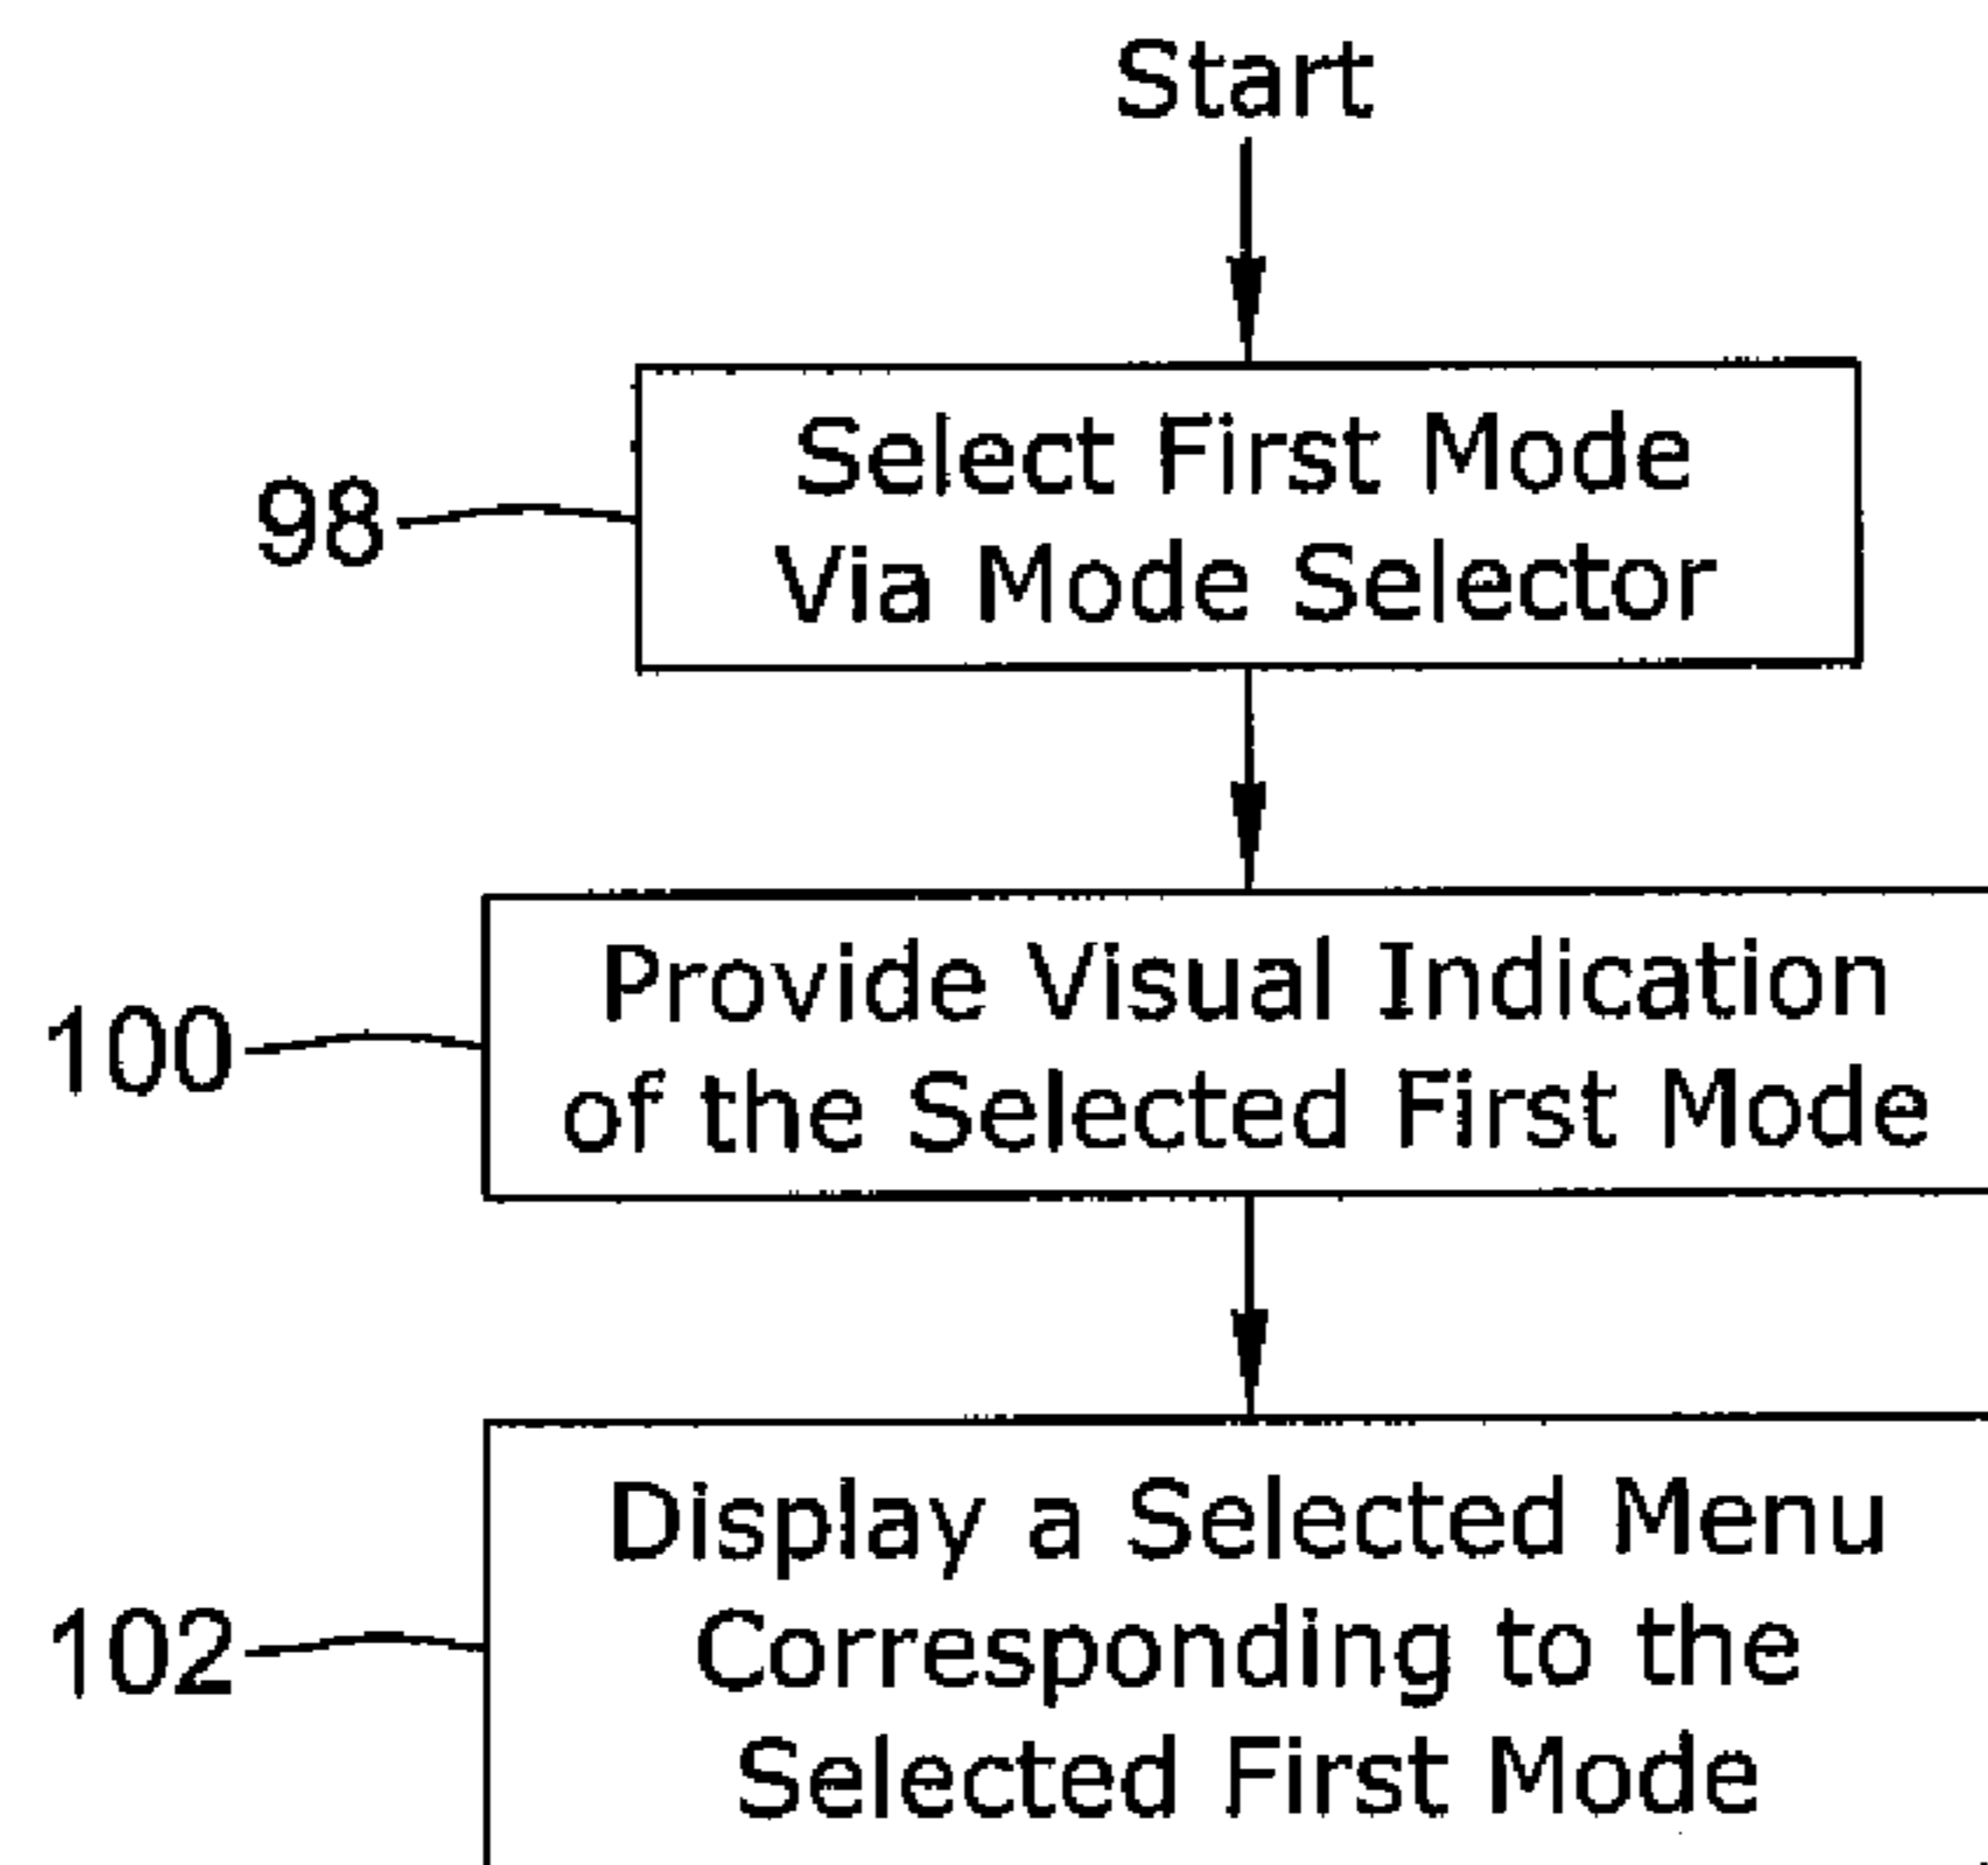 Start
98
Select First Mode
Via Mode Selector
100
Provide Visual Indication
of the Selected First Mode
102
Display a Selected Menu
Corresponding to the
Selected First Mode